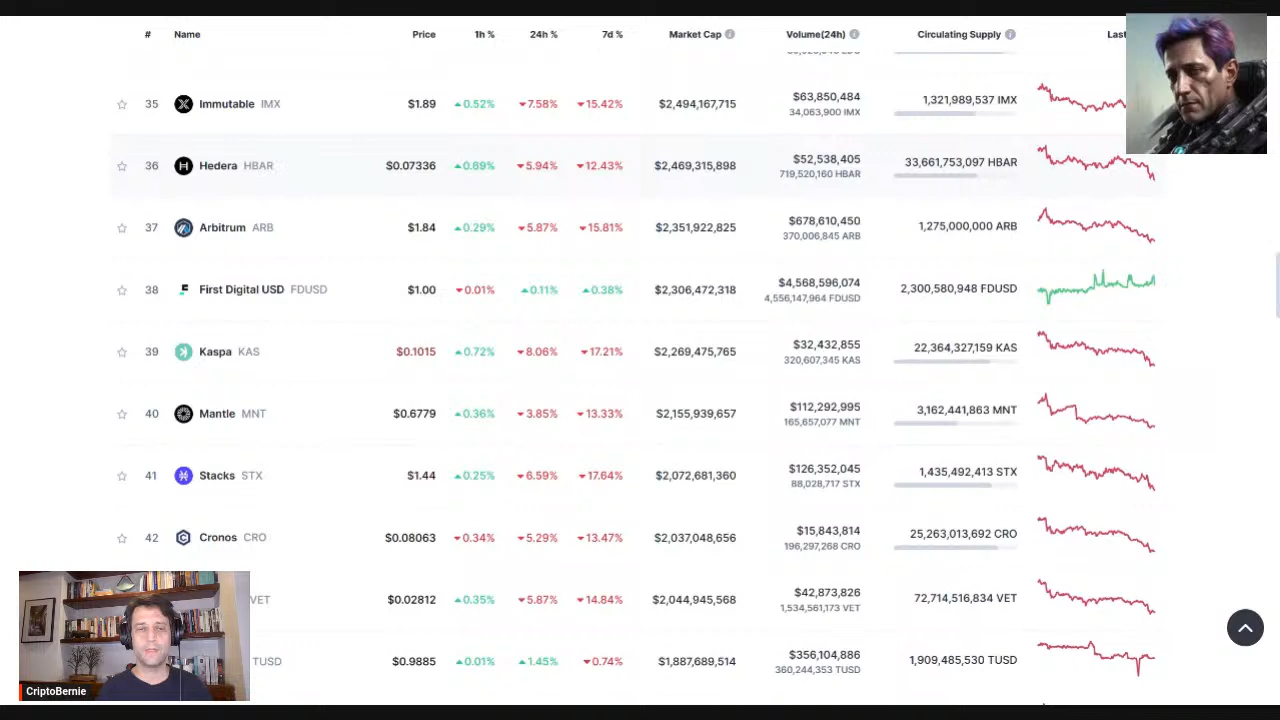 # Name Price 1h % 24h % 7d % Market Cap Volume(24h) Circulating Supply Last
35 Immutable IMX $1.89 0.52% 7.58% 15.42% $2,494,167,715 $63,850,484 1,321,989,537 IMX
34,063,900 IMX
36 Hedera HBAR $0.07336 0.69% 5.94% 12.43% $2,469,315,898 $52,538,405 33,661,753,097 HBAR
719,520,160 HBAR
37 Arbitrum ARB $1.84 0.29% 5.87% 15.81% $2,351,922,825 $678,610,450 1,275,000,000 ARB
370,006,845 ARB
38 First Digital USD FDUSD $1.00 0.01% 0.11% 0.38% $2,306,472,318 $4,568,596,074 2,300,580,948 FDUSD
4,556,147,964 FDUSD
39 Kaspa KAS $0.1015 0.72% 8.06% 17.21% $2,269,475,765 $32,432,855 22,364,327,159 KAS
320,607,345 KAS
40 Mantle MNT $0.6779 0.36% 3.85% 13.33% $2,155,939,657 $112,292,995 3,162,441,863 MNT
165,657,077 MNT
41 Stacks STX $1.44 0.25% 6.59% 17.64% $2,072,681,360 $126,352,045 1,435,492,413 STX
88,028,717 STX
42 Cronos CRO $0.08063 0.34% 5.29% 13.47% $2,037,048,656 $15,843,814 25,263,013,692 CRO
196,297,268 CRO
VET $0.02812 0.35% 5.87% 14.84% $2,044,945,568 $42,873,826 72,714,516,834 VET
1,534,561,173 VET
TUSD $0.9885 0.01% 1.45% 0.74% $1,887,689,514 $356,104,886 1,909,485,530 TUSD
360,244,353 TUSD
CriptoBernie